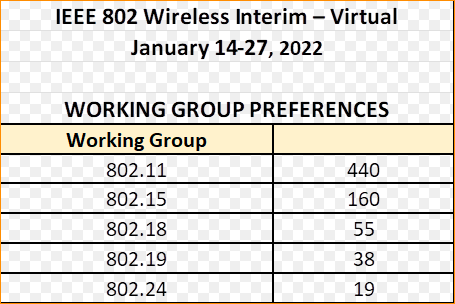 IEEE 802 Wireless Interim – Virtual
January 14-27, 2022
WORKING GROUP PREFERENCES
Working Group
802.11 440
802.15 160
802.18 55
802.19 38
802.24 19